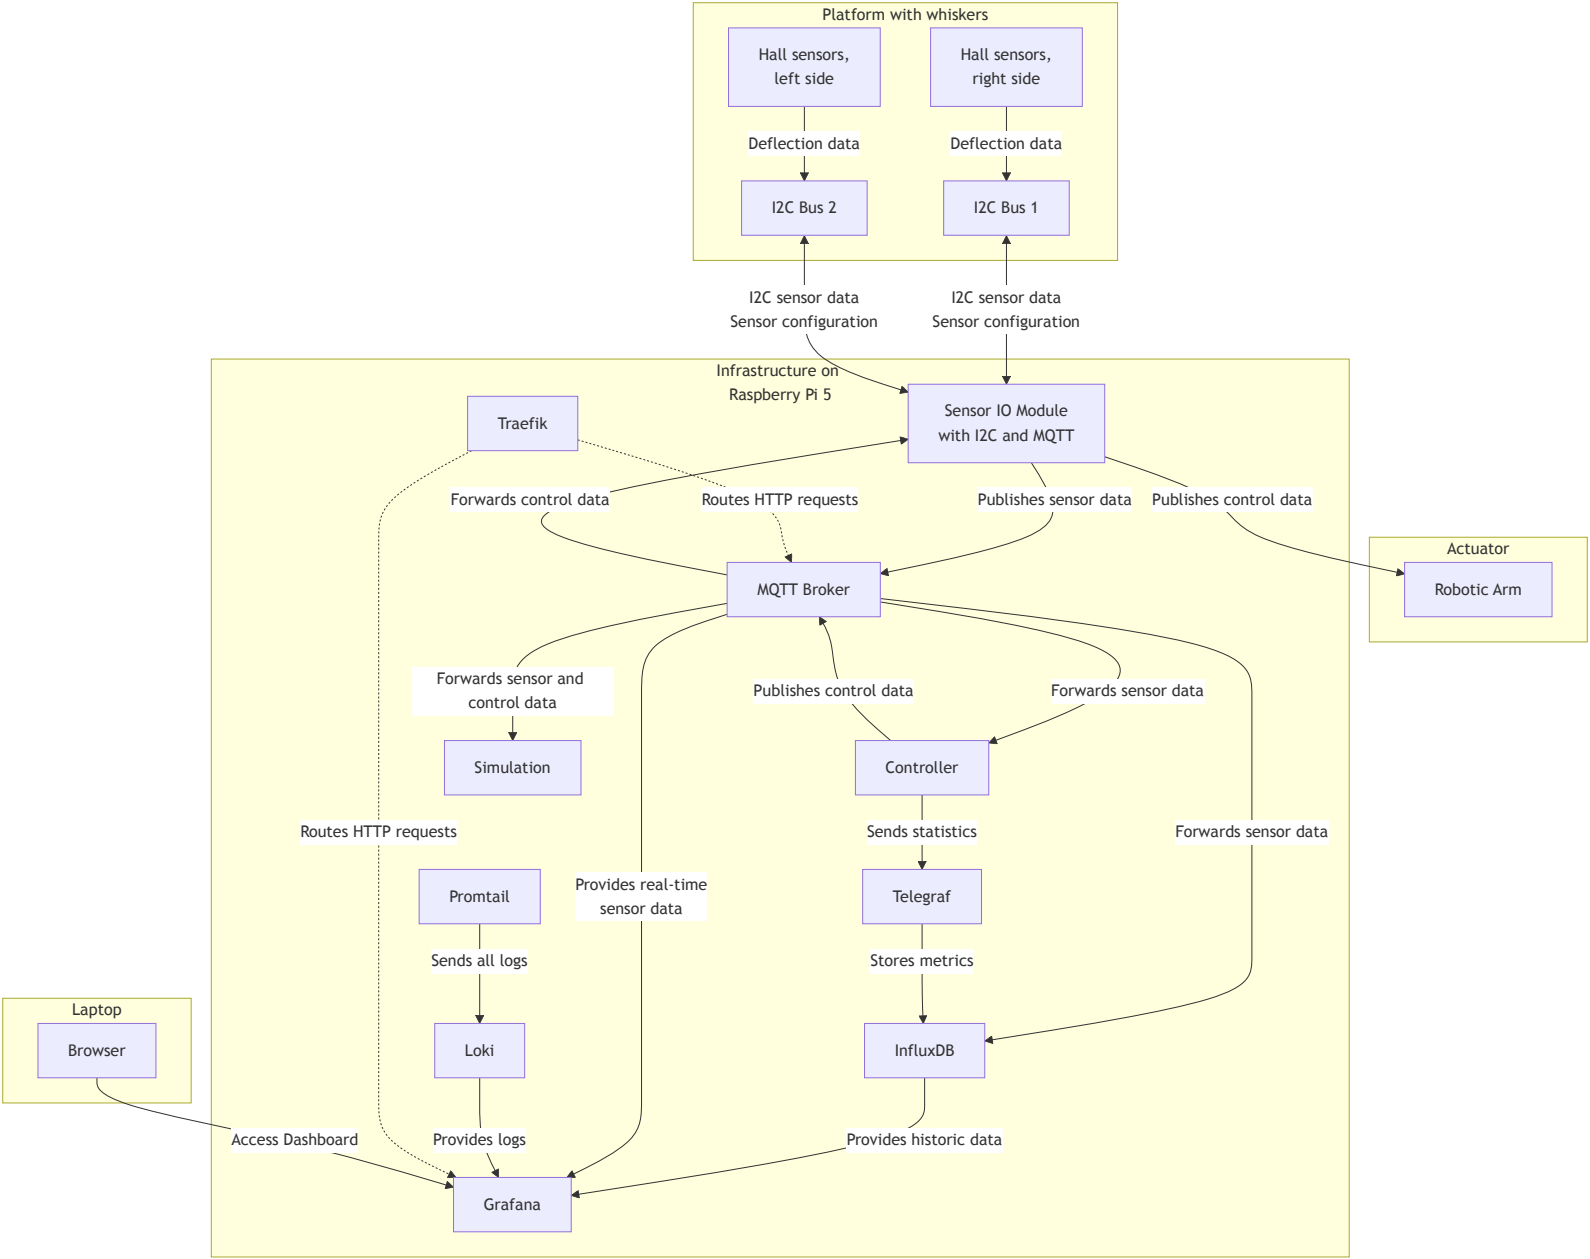 Platform with whiskers
Hall sensors,
left side
Hall sensors,
right side
Deflection data
Deflection data
I2C Bus 2
I2C Bus 1
I2C sensor data
Sensor configuration
I2C sensor data
Sensor configuration
Infrastructure on
Raspberry Pi 5
Traefik
Sensor IO Module
with I2C and MQTT
Forwards control data
Routes HTTP requests
Publishes sensor data
Publishes control data
Actuator
Robotic Arm
MQTT Broker
Forwards sensor and
control data
Publishes control data
Forwards sensor data
Simulation
Controller
Routes HTTP requests
Sends statistics
Forwards sensor data
Promtail
Provides real-time
sensor data
Telegraf
Sends all logs
Stores metrics
Laptop
Browser
Loki
InfluxDB
Access Dashboard
Provides logs
Provides historic data
Grafana